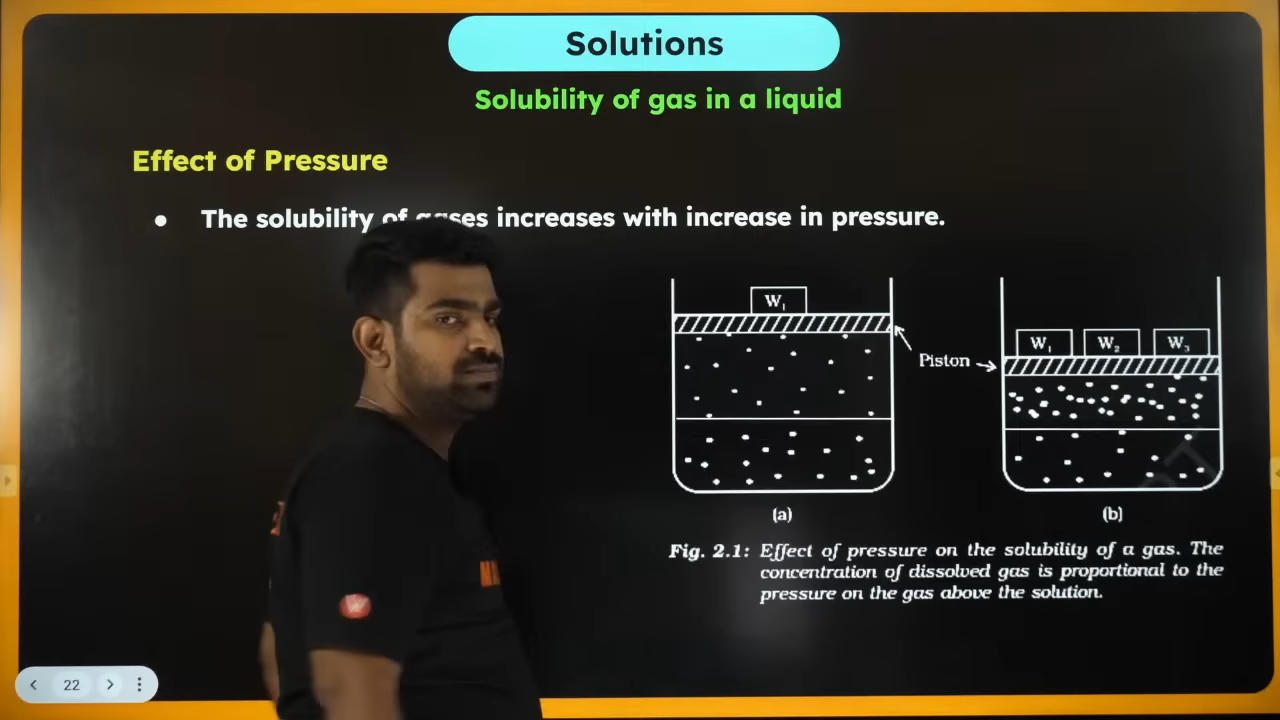 Solutions
Solubility of gas in a liquid
Effect of Pressure
● The solubility of gases increases with increase in pressure.
W₁
Piston
W₁ W₂ W₃
(a)
(b)
Fig. 2.1: Effect of pressure on the solubility of a gas. The
concentration of dissolved gas is proportional to the
pressure on the gas above the solution.
22